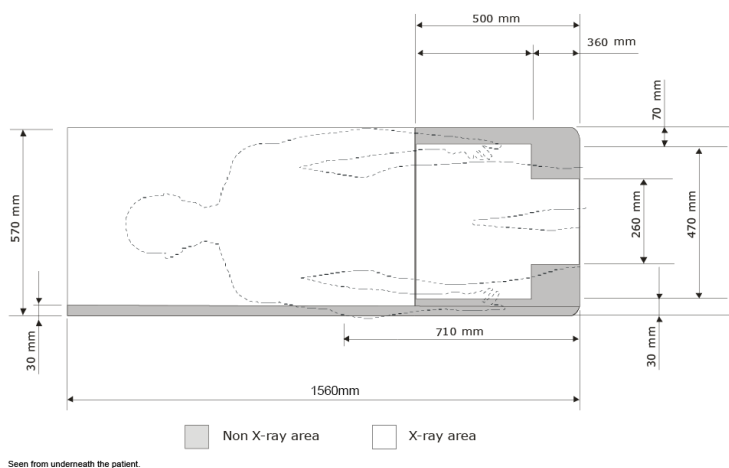 500 mm
360 mm
70 mm
570 mm
260 mm
470 mm
710 mm
30 mm
30 mm
1560mm
Non X-ray area
X-ray area
Seen from underneath the patient.